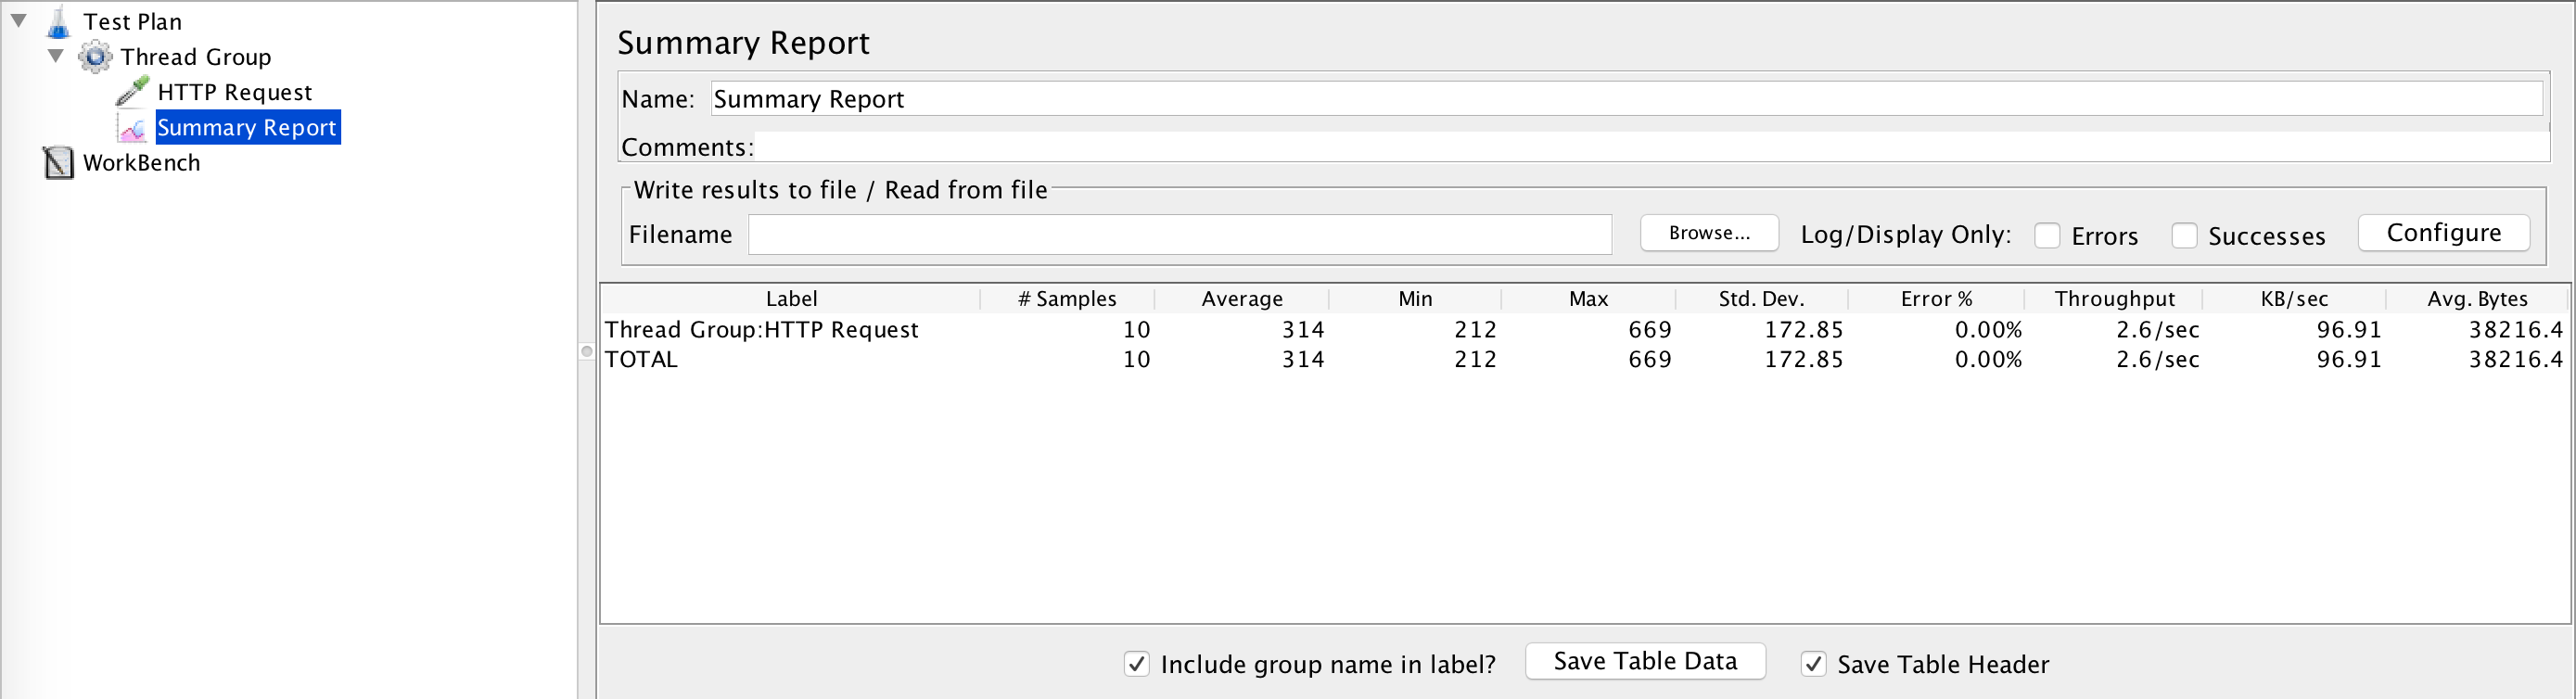 Test Plan
Thread Group
HTTP Request
Summary Report
WorkBench
Summary Report
Name: Summary Report
Comments:
Write results to file / Read from file
Filename Browse... Log/Display Only: Errors Successes Configure
Label # Samples Average Min Max Std. Dev. Error % Throughput KB/sec Avg. Bytes
Thread Group:HTTP Request 10 314 212 669 172.85 0.00% 2.6/sec 96.91 38216.4
TOTAL 10 314 212 669 172.85 0.00% 2.6/sec 96.91 38216.4
Include group name in label? Save Table Data Save Table Header